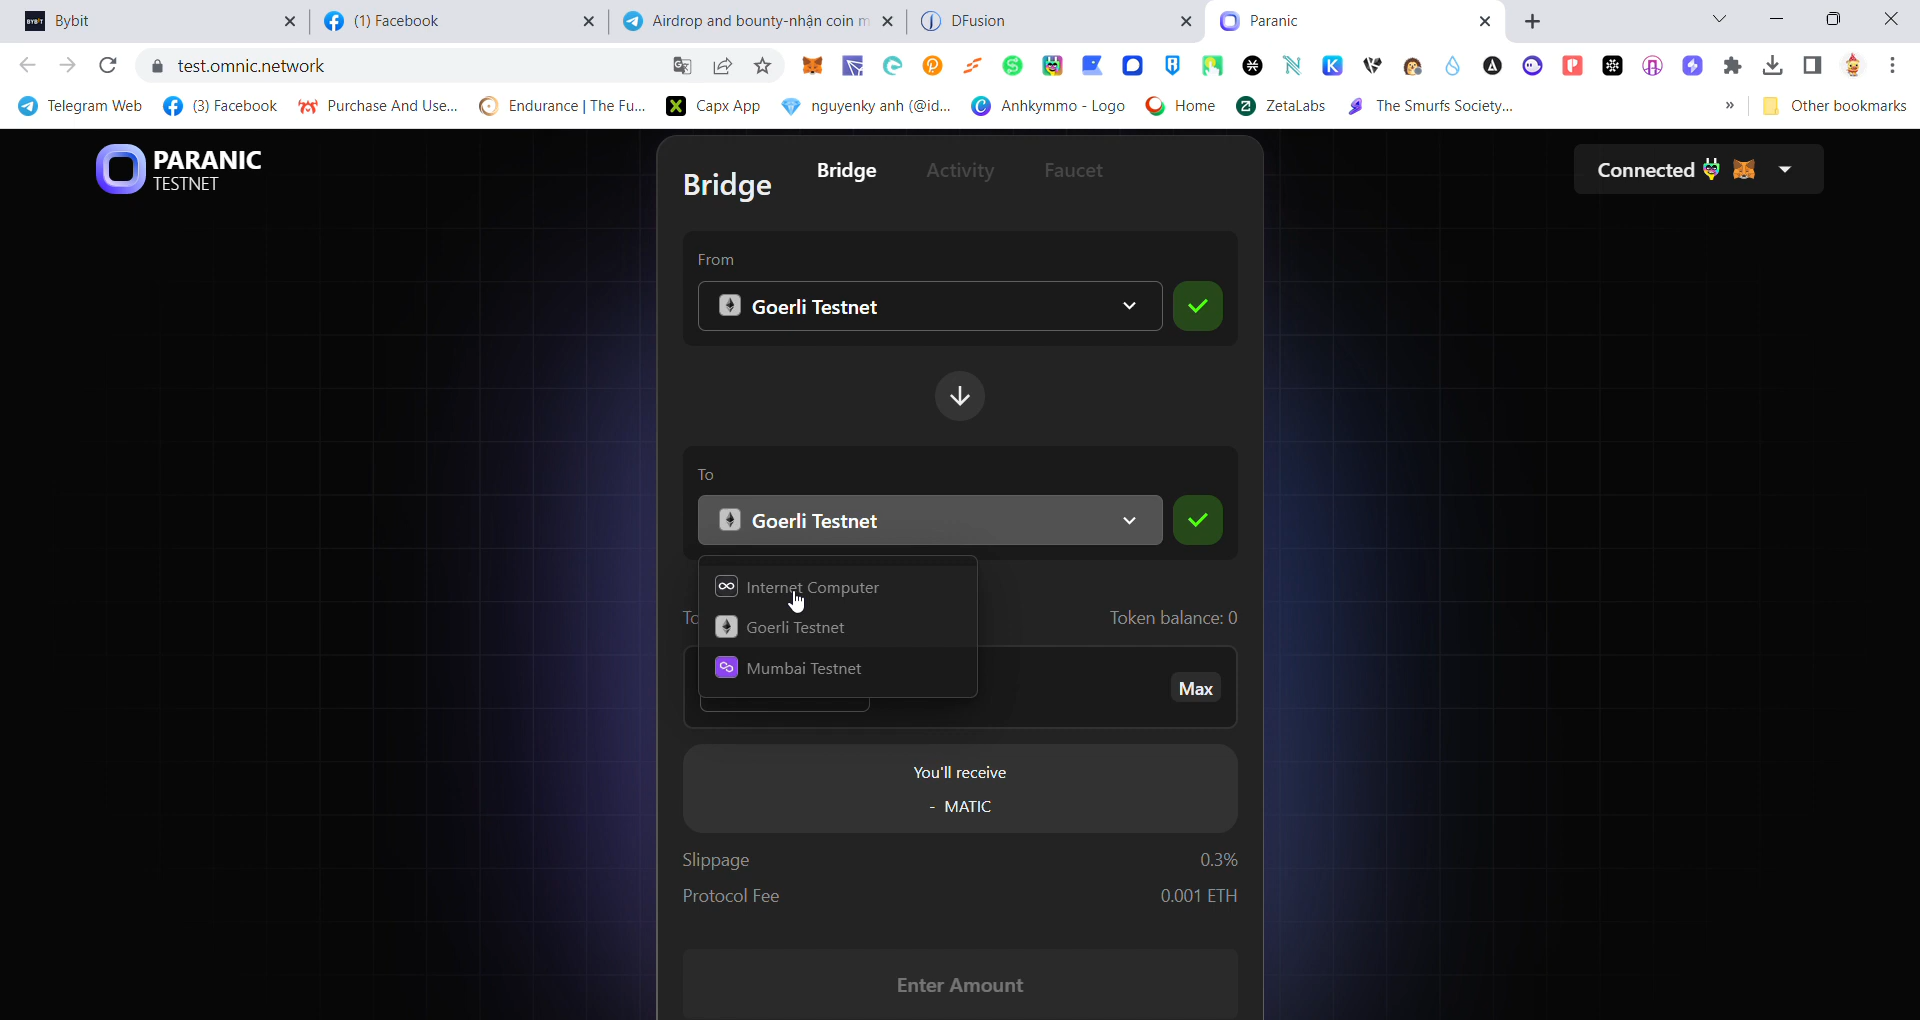 Bybit
(1) Facebook
Airdrop and bounty-nhận coin m
DFusion
Paranic
test.omnic.network
Telegram Web
(3) Facebook
Purchase And Use...
Endurance | The Fu...
Capx App
nguyenky anh (@id...
Anhkymmo - Logo
Home
ZetaLabs
The Smurfs Society...
»
Other bookmarks
PARANIC
TESTNET
Bridge
Bridge
Activity
Faucet
Connected
From
Goerli Testnet
To
Goerli Testnet
Internet Computer
Goerli Testnet
Mumbai Testnet
Token balance: 0
Max
You'll receive
- MATIC
Slippage
0.3%
Protocol Fee
0.001 ETH
Enter Amount